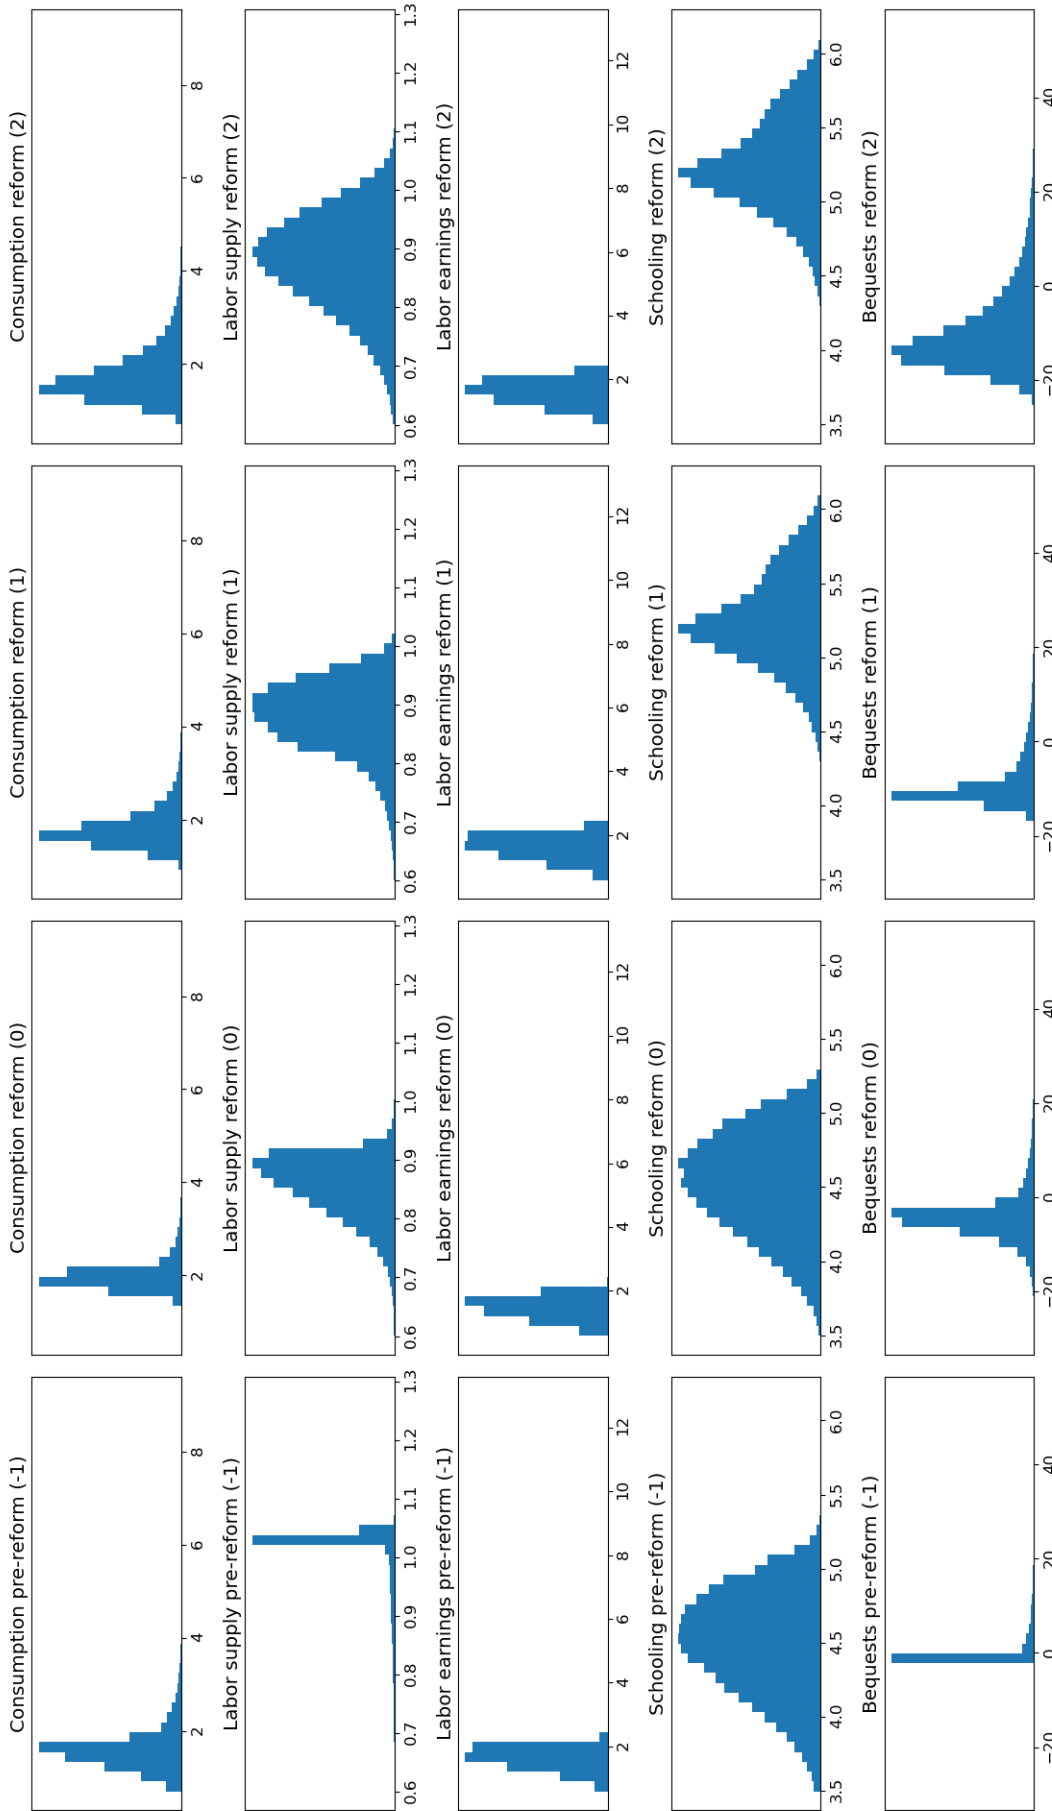 Consumption pre-reform (-1) Consumption reform (0) Consumption reform (1) Consumption reform (2)
2 4 6 8 2 4 6 8 2 4 6 8 2 4 6 8
Labor supply pre-reform (-1) Labor supply reform (0) Labor supply reform (1) Labor supply reform (2)
0.6 0.7 0.8 0.9 1.0 1.1 1.2 1.3 0.6 0.7 0.8 0.9 1.0 1.1 1.2 1.3 0.6 0.7 0.8 0.9 1.0 1.1 1.2 1.3 0.6 0.7 0.8 0.9 1.0 1.1 1.2 1.3
Labor earnings pre-reform (-1) Labor earnings reform (0) Labor earnings reform (1) Labor earnings reform (2)
2 4 6 8 10 12 2 4 6 8 10 12 2 4 6 8 10 12 2 4 6 8 10 12
Schooling pre-reform (-1) Schooling reform (0) Schooling reform (1) Schooling reform (2)
3.5 4.0 4.5 5.0 5.5 6.0 3.5 4.0 4.5 5.0 5.5 6.0 3.5 4.0 4.5 5.0 5.5 6.0 3.5 4.0 4.5 5.0 5.5 6.0
Bequests pre-reform (-1) Bequests reform (0) Bequests reform (1) Bequests reform (2)
−20 0 20 40 −20 0 20 40 −20 0 20 40 −20 0 20 40